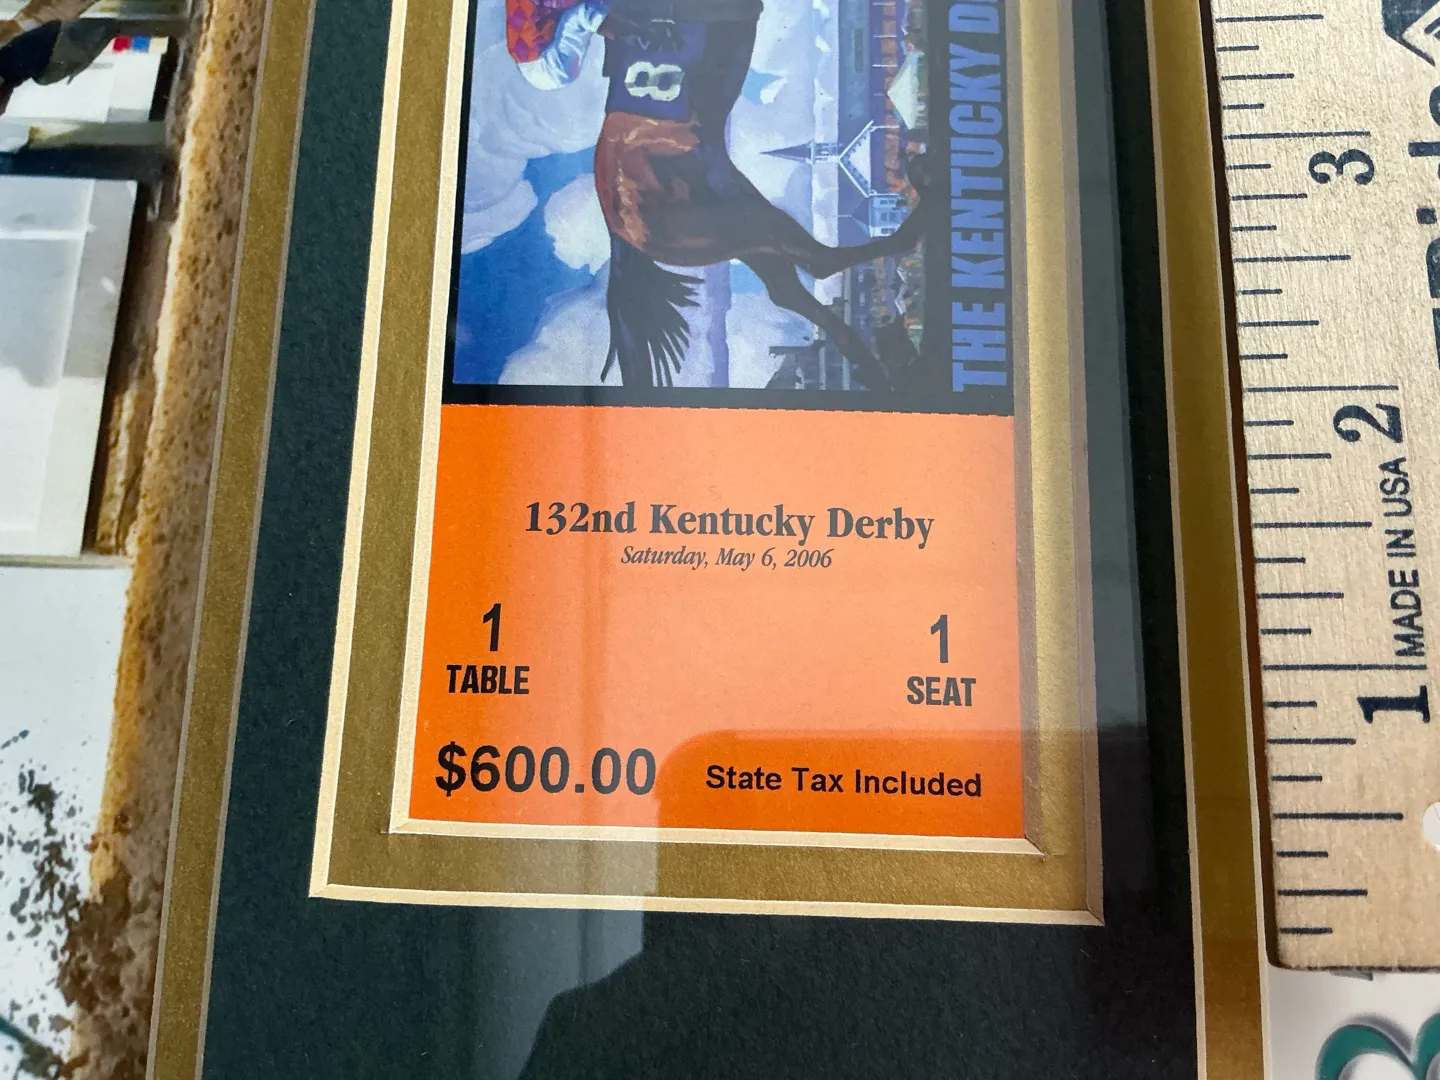 8
THE KENTUCKY D
132nd Kentucky Derby
Saturday, May 6, 2006
1
TABLE
1
SEAT
$600.00
State Tax Included
3
2
1
MADE IN USA